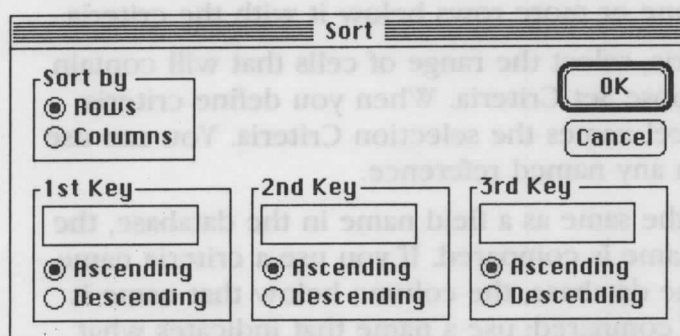 Sort
Sort by
Rows
Columns
OK
Cancel
1st Key
2nd Key
3rd Key
Ascending
Descending
Ascending
Descending
Ascending
Descending